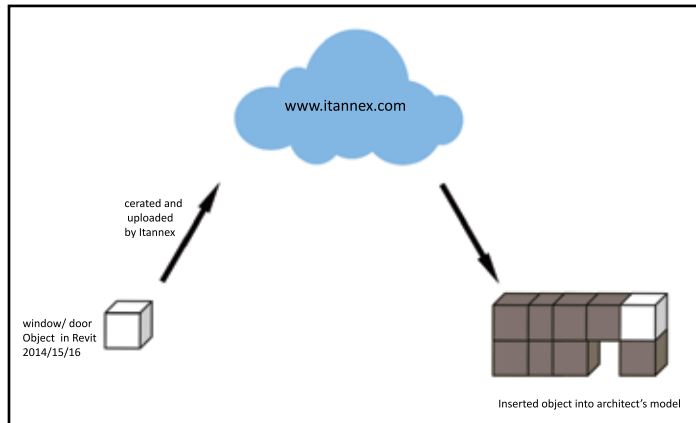 www.itannex.com
cerated and
uploaded
by Itannex
window/ door
Object in Revit
2014/15/16
Inserted object into architect's model